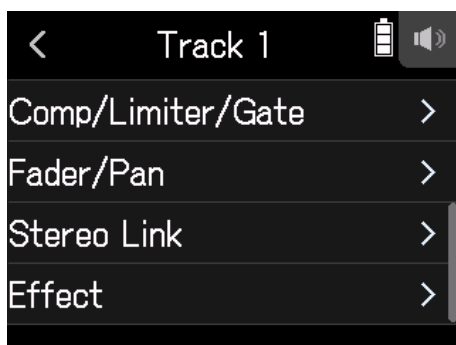 Track 1
Comp/Limiter/Gate
Fader/Pan
Stereo Link
Effect